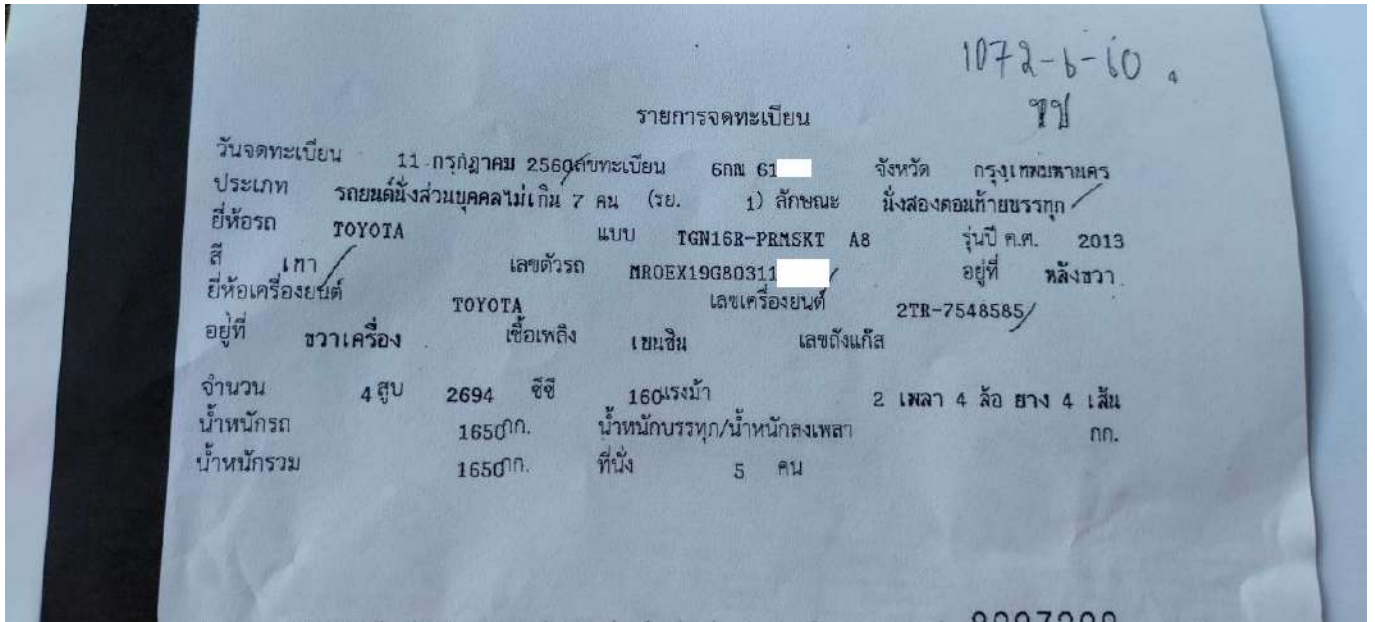 1072-6-60
ชบ
รายการจดทะเบียน
วันจดทะเบียน 11 กรกฎาคม 2560 เลขทะเบียน 6กณ 61 จังหวัด กรุงเทพมหานคร
ประเภท รถยนต์นั่งส่วนบุคคลไม่เกิน 7 คน (รย. 1) ลักษณะ นั่งสองตอนท้ายบรรทุก
ยี่ห้อรถ TOYOTA แบบ TGN16R-PRMSKT A8 รุ่นปี ค.ศ. 2013
สี เทา เลขตัวรถ MR0EX19G80311 อยู่ที่ หลังขวา
ยี่ห้อเครื่องยนต์ TOYOTA เลขเครื่องยนต์ 2TR-7548585
อยู่ที่ ขวาเครื่อง เชื้อเพลิง เบนซิน เลขถังแก๊ส
จำนวน 4 สูบ 2694 ซีซี 160 แรงม้า 2 เพลา 4 ล้อ ยาง 4 เส้น
น้ำหนักรถ 1650 กก. น้ำหนักบรรทุก/น้ำหนักลงเพลา กก.
น้ำหนักรวม 1650 กก. ที่นั่ง 5 คน